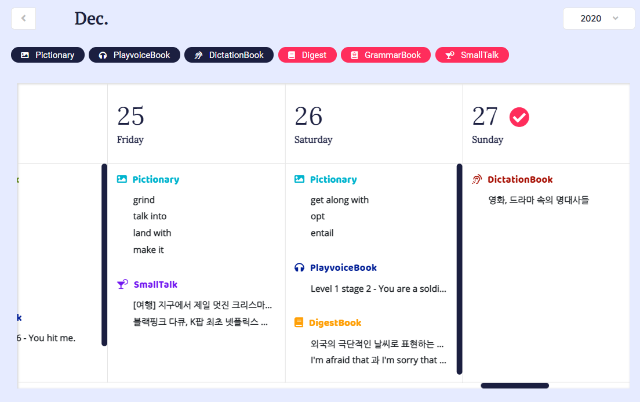 Dec.
2020
Pictionary
PlayvoiceBook
DictationBook
Digest
GrammarBook
SmallTalk
25
Friday
26
Saturday
27
Sunday
6 - You hit me.
Pictionary
grind
talk into
land with
make it
SmallTalk
[여행] 지구에서 제일 멋진 크리스마...
블랙핑크 다큐, K팝 최초 넷플릭스 ...
Pictionary
get along with
opt
entail
PlayvoiceBook
Level 1 stage 2 - You are a soldi...
DigestBook
외국의 극단적인 날씨로 표현하는 ...
I'm afraid that 과 I'm sorry that ...
DictationBook
영화, 드라마 속의 명대사들